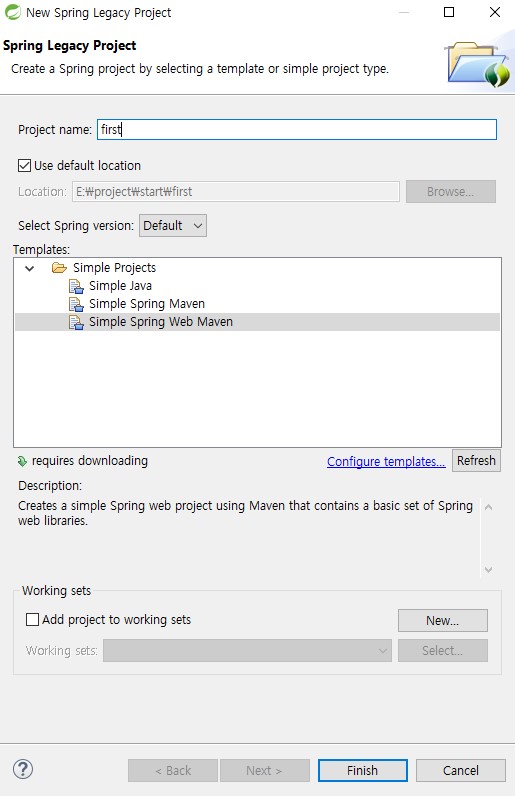 New Spring Legacy Project
Spring Legacy Project
Create a Spring project by selecting a template or simple project type.
Project name: first
Use default location
Location: E:₩project₩start₩first Browse...
Select Spring version: Default
Templates:
Simple Projects
Simple Java
Simple Spring Maven
Simple Spring Web Maven
requires downloading Configure templates... Refresh
Description:
Creates a simple Spring web project using Maven that contains a basic set of Spring
web libraries.
Working sets
Add project to working sets New...
Working sets: Select...
? < Back Next > Finish Cancel